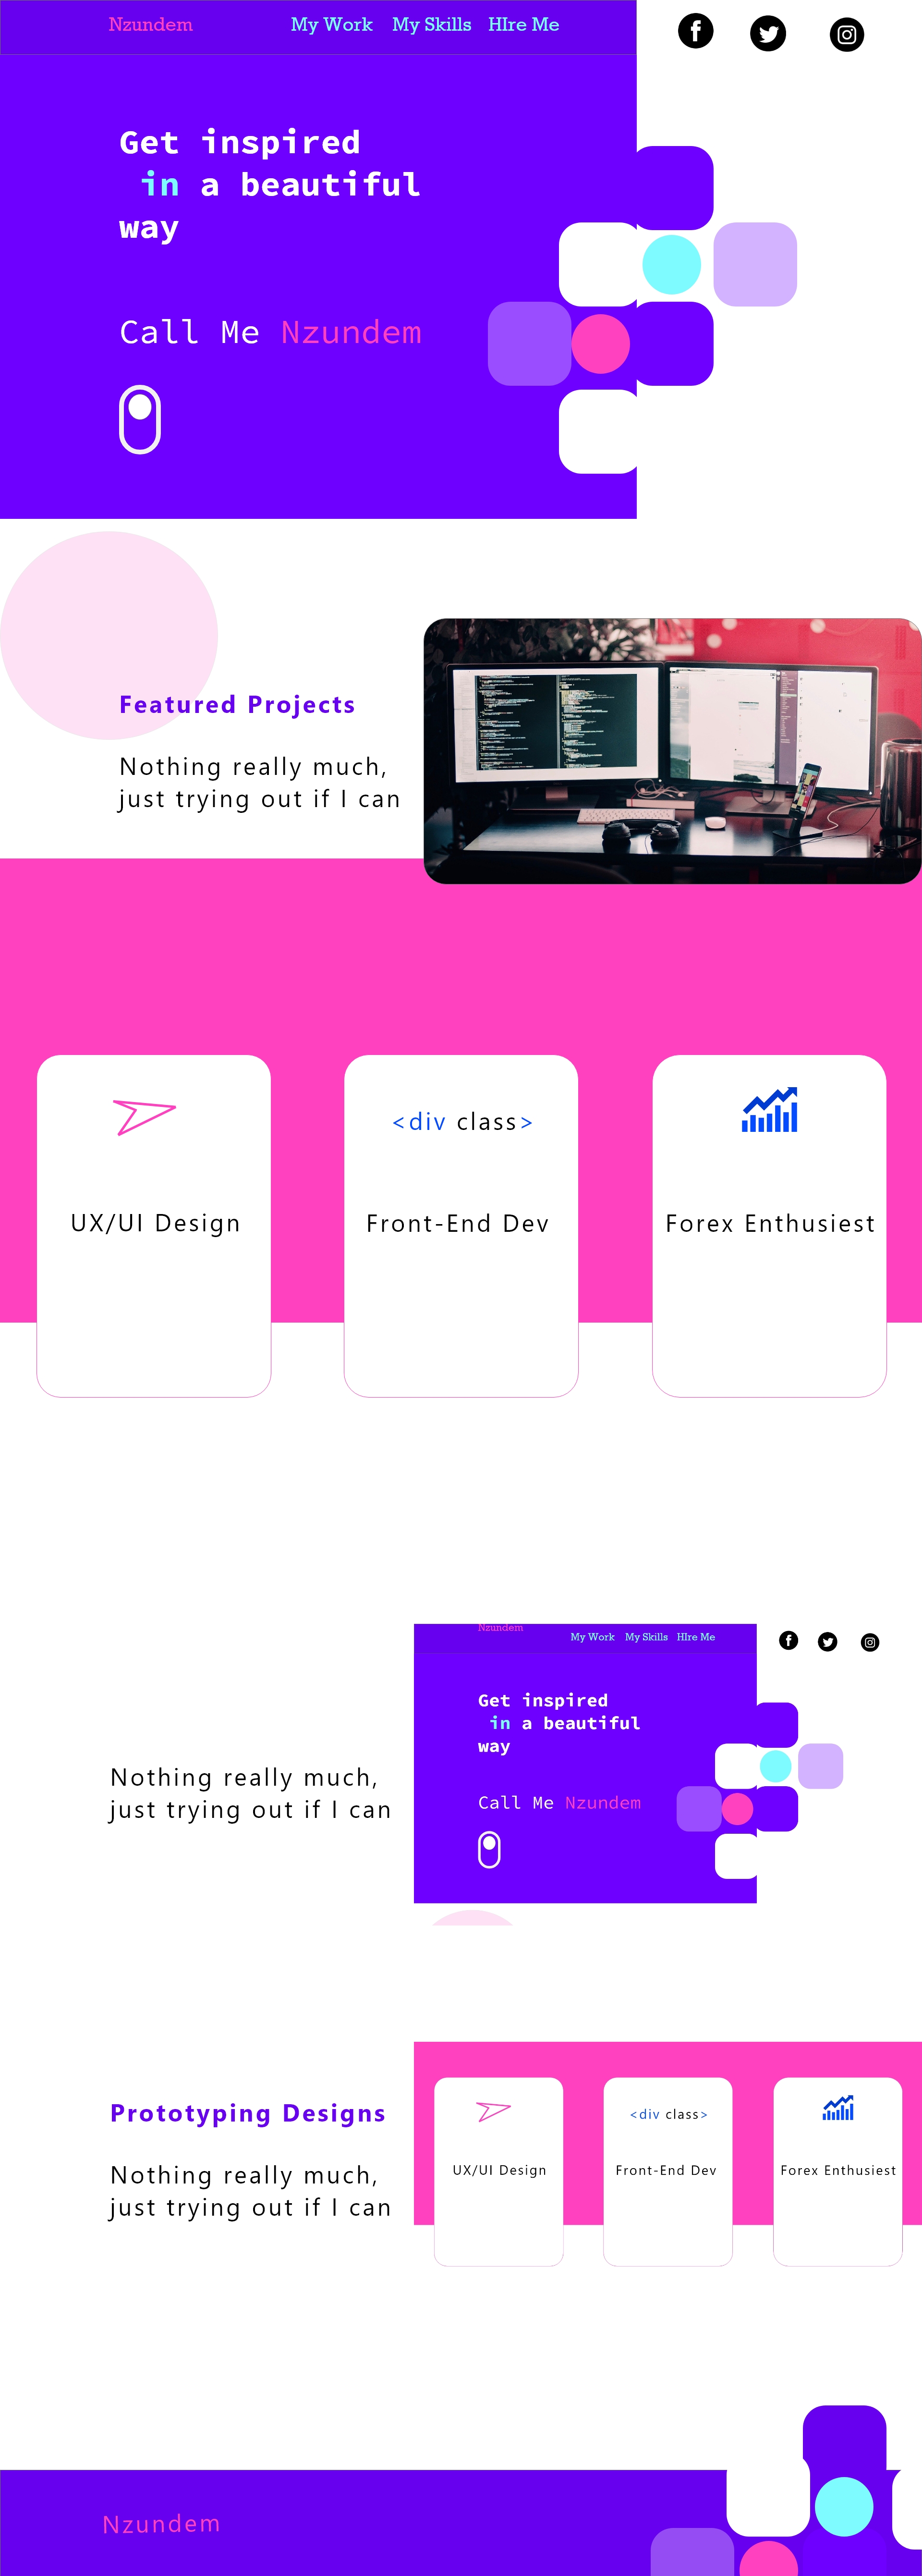 Nzundem
My Work My Skills HIre Me
Get inspired
in a beautiful
way
Call Me Nzundem
Featured Projects
Nothing really much,
just trying out if I can
<div class>
UX/UI Design
Front-End Dev
Forex Enthusiest
Nzundem
My Work My Skills HIre Me
Get inspired
in a beautiful
way
Call Me Nzundem
Nothing really much,
just trying out if I can
Prototyping Designs
Nothing really much,
just trying out if I can
<div class>
UX/UI Design
Front-End Dev
Forex Enthusiest
Nzundem